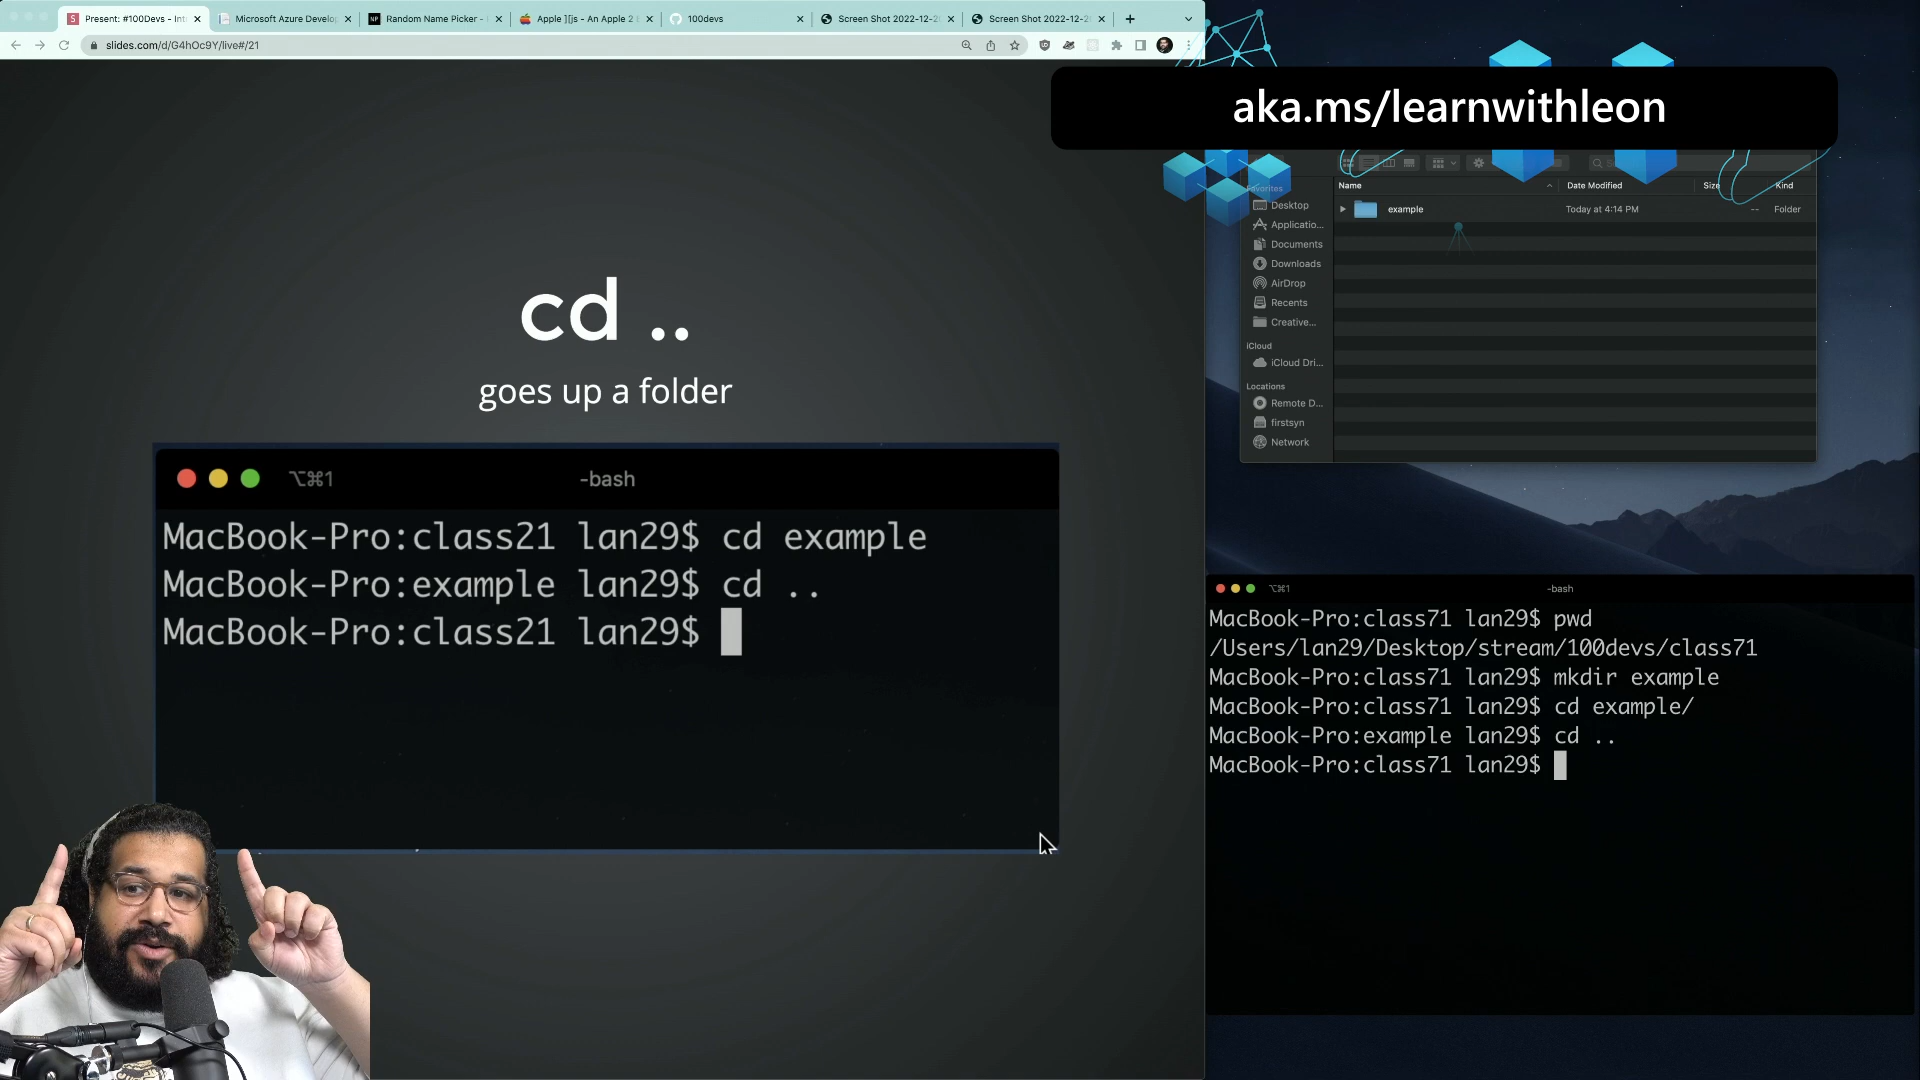 Present: #100Devs - Int
Microsoft Azure Develop
NP
Random Name Picker -
Apple ][js - An Apple 2
100devs
Screen Shot 2022-12-2
Screen Shot 2022-12-2
slides.com/d/G4hOc9Y/live#/21
aka.ms/learnwithleon
cd ..
goes up a folder
⌥⌘1
-bash
MacBook-Pro:class21 lan29$ cd example
MacBook-Pro:example lan29$ cd ..
MacBook-Pro:class21 lan29$
Favorites
Desktop
Applicatio...
Documents
Downloads
AirDrop
Recents
Creative...
iCloud
iCloud Dri...
Locations
Remote D...
firstsyn
Network
Name
Date Modified
Size
Kind
example
Today at 4:14 PM
--
Folder
⌥⌘1
-bash
MacBook-Pro:class71 lan29$ pwd
/Users/lan29/Desktop/stream/100devs/class71
MacBook-Pro:class71 lan29$ mkdir example
MacBook-Pro:class71 lan29$ cd example/
MacBook-Pro:example lan29$ cd ..
MacBook-Pro:class71 lan29$